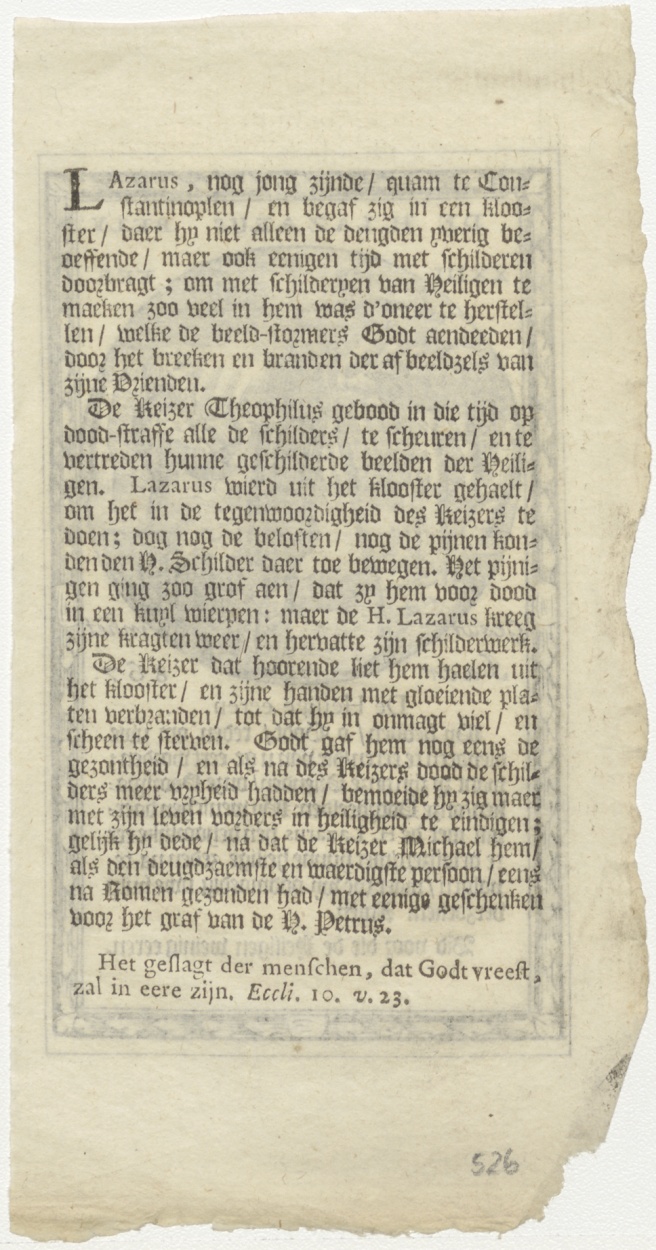 LAzarus, nog jong zijnde/ quam te Con-
stantinoplen / en begaf zig in een kloo-
ster/ daer hy niet alleen de deugden yverig be-
oeffende/ maer ook eenigen tijd met schilderen
doorbragt ; om met schilderyen van Heiligen te
maeken zoo veel in hem was d'oneer te herstel-
len/ welke de beeld-stormers Godt aendeeden/
door het breeken en branden der afbeeldzels van
zijne Vrienden.
De Keizer Theophilus gebood in die tijd op
dood-straffe alle de schilders/ te scheuren/ en te
vertreden hunne geschilderde beelden der Heili-
gen. Lazarus wierd uit het klooster gehaelt/
om het in de tegenwoordigheid des Keizers te
doen; dog nog de belosten/ nog de pijnen kon-
den den H. Schilder daer toe bewegen. Het pijni-
gen ging zoo grof aen/ dat zy hem voor dood
in een kuyl wierpen: maer de H. Lazarus kreeg
zijne kragten weer/ en hervatte zijn schilderwerk.
De Keizer dat hoorende liet hem haelen uit
het klooster/ en zijne handen met gloeiende pla-
ten verbranden/ tot dat hy in onmagt viel/ en
scheen te sterven. Godt gaf hem nog eens de
gezontheid / en als na des Keizers dood de schil-
ders meer vryheid hadden/ bemoeide hy zig maer
met zijn leven vorders in heiligheid te eindigen;
gelijk hy dede/ na dat de Keizer Michael hem/
als den deugdzaemste en waerdigste persoon/ eens
na Romen gezonden had/ met eenige geschenken
voor het graf van de H. Petrus.
Het geslagt der menschen, dat Godt vreest,
zal in eere zijn. Eccli. 10. v. 23.
526